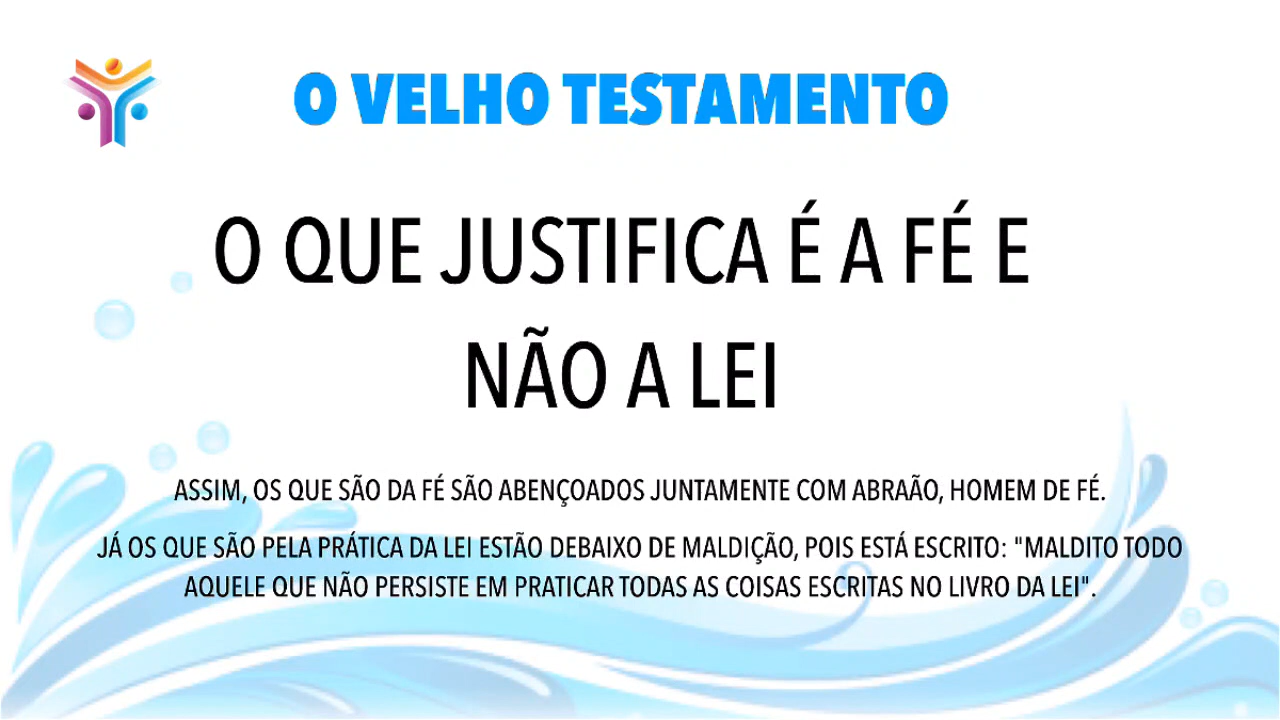 O VELHO TESTAMENTO
O QUE JUSTIFICA É A FÉ E
NÃO A LEI
ASSIM, OS QUE SÃO DA FÉ SÃO ABENÇOADOS JUNTAMENTE COM ABRAÃO, HOMEM DE FÉ.
JÁ OS QUE SÃO PELA PRÁTICA DA LEI ESTÃO DEBAIXO DE MALDIÇÃO, POIS ESTÁ ESCRITO: "MALDITO TODO
AQUELE QUE NÃO PERSISTE EM PRATICAR TODAS AS COISAS ESCRITAS NO LIVRO DA LEI".